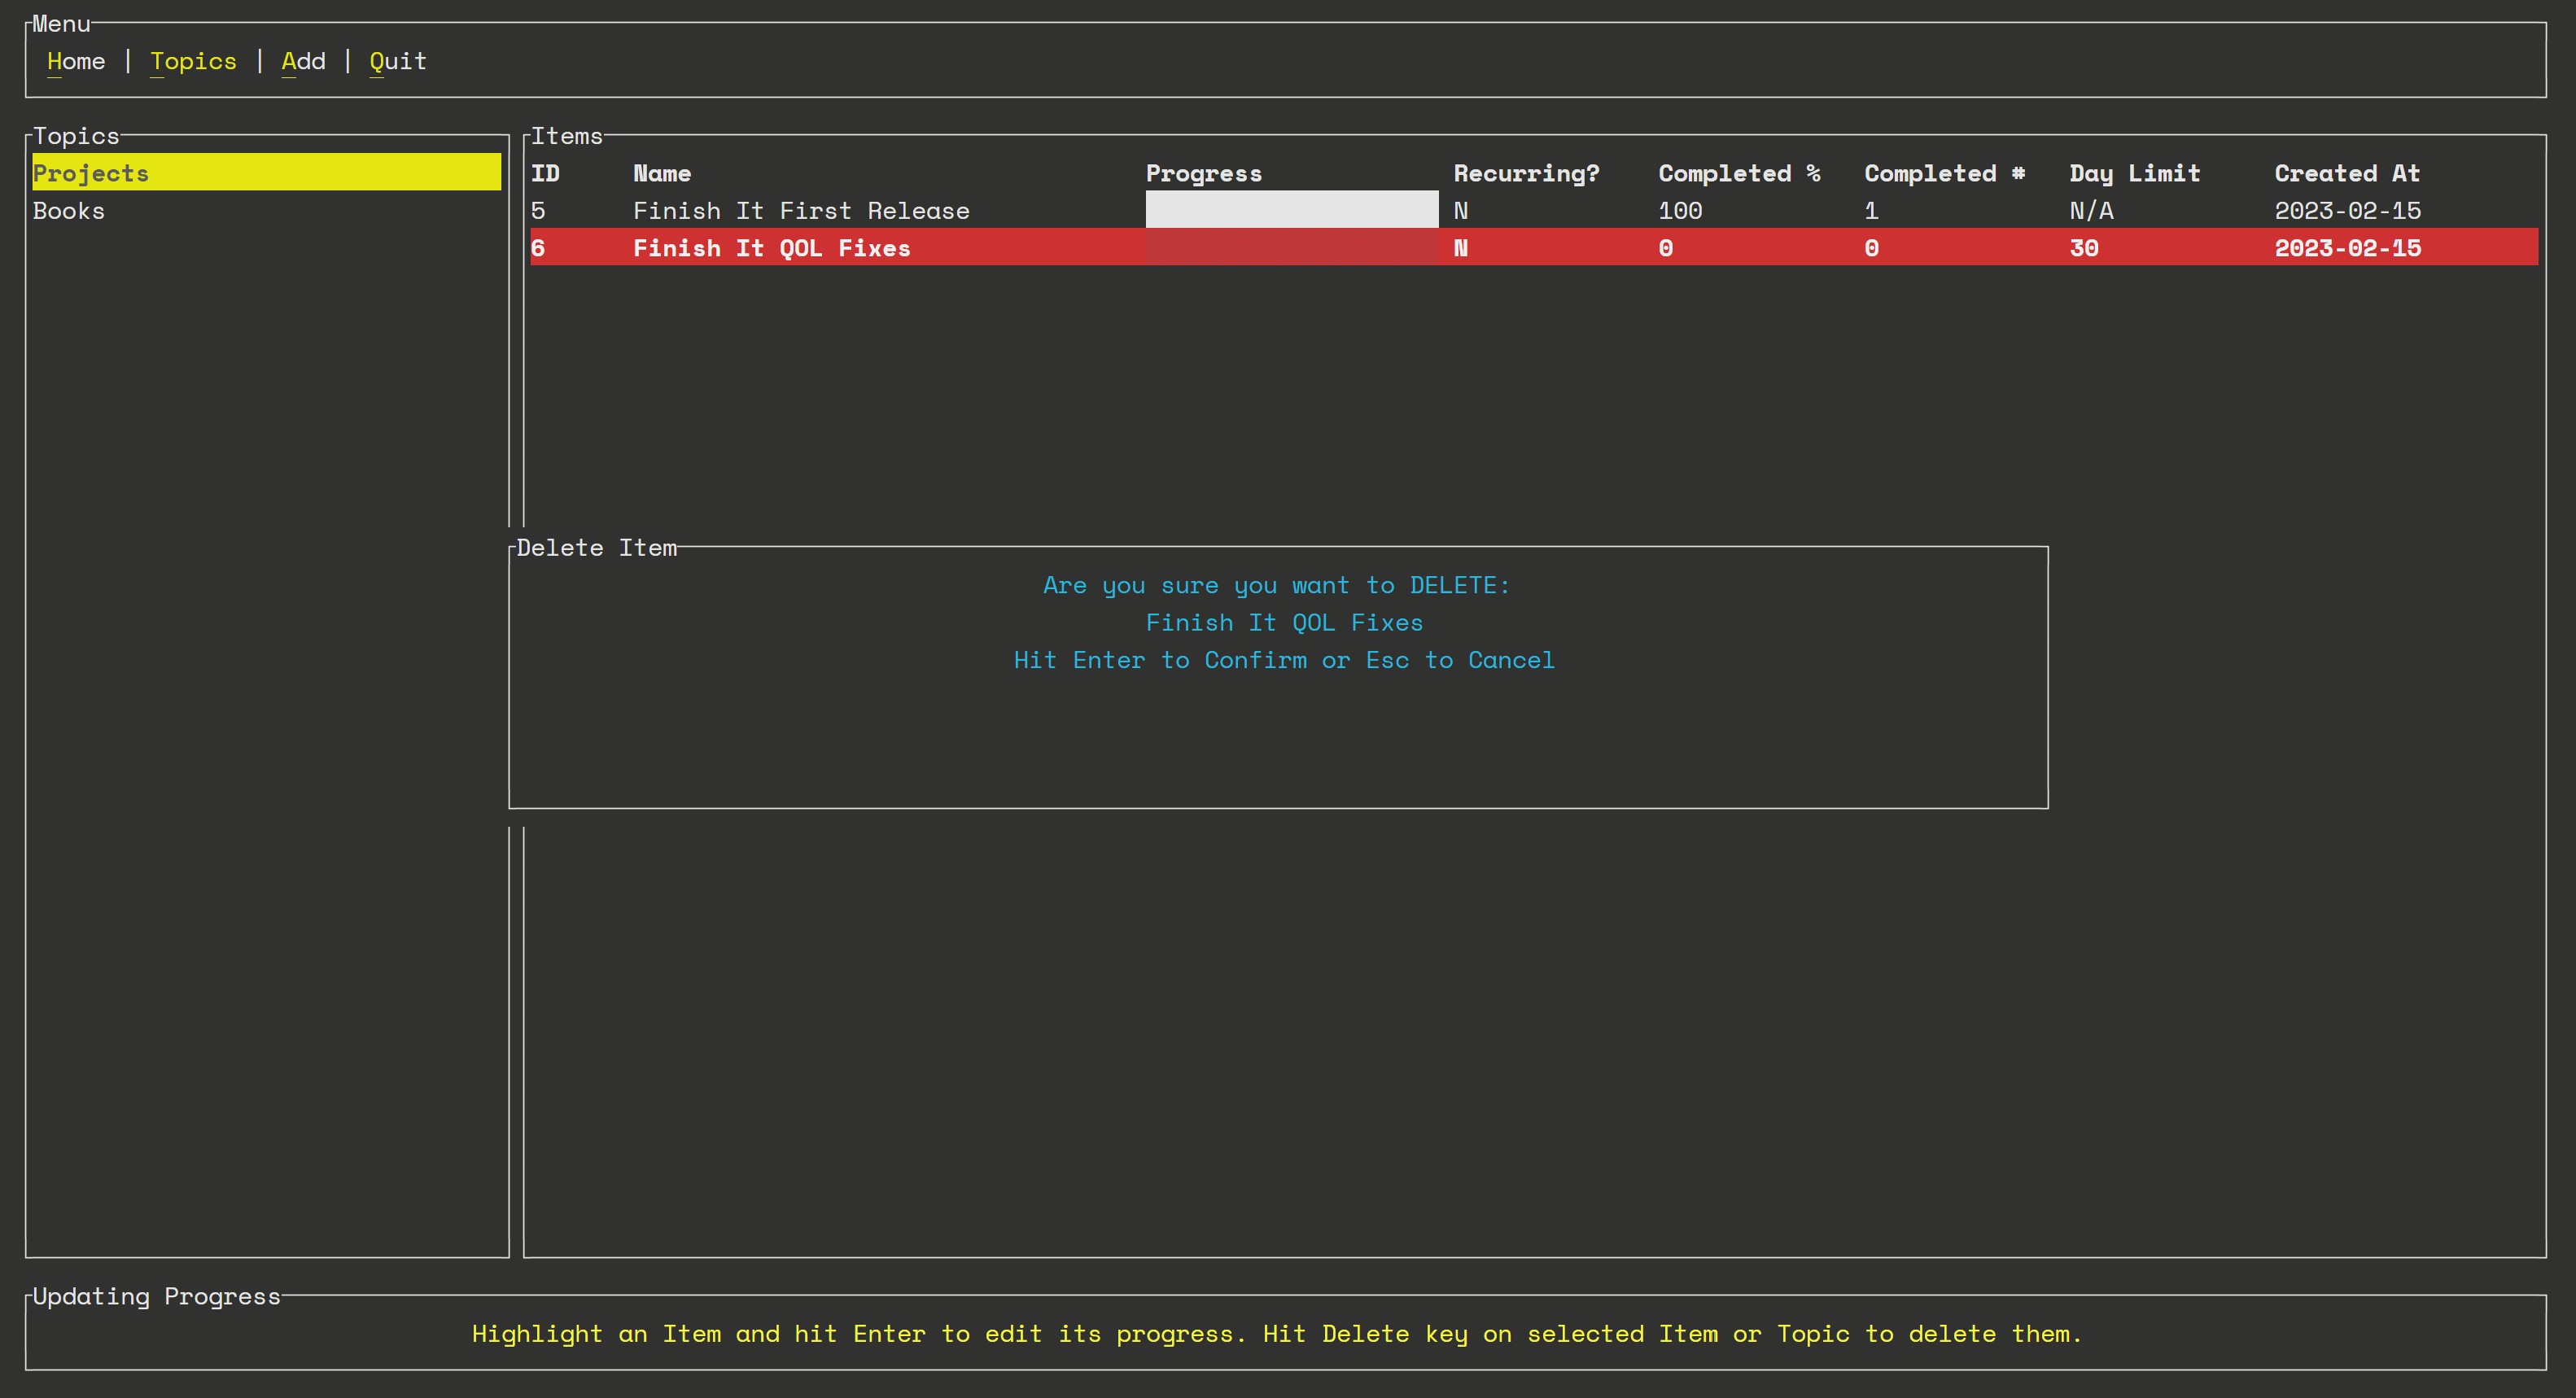 Menu
Home | Topics | Add | Quit
Topics
Projects
Books
Items
ID Name Progress Recurring? Completed % Completed # Day Limit Created At
5 Finish It First Release N 100 1 N/A 2023-02-15
6 Finish It QOL Fixes N 0 0 30 2023-02-15
Delete Item
Are you sure you want to DELETE:
Finish It QOL Fixes
Hit Enter to Confirm or Esc to Cancel
Updating Progress
Highlight an Item and hit Enter to edit its progress. Hit Delete key on selected Item or Topic to delete them.